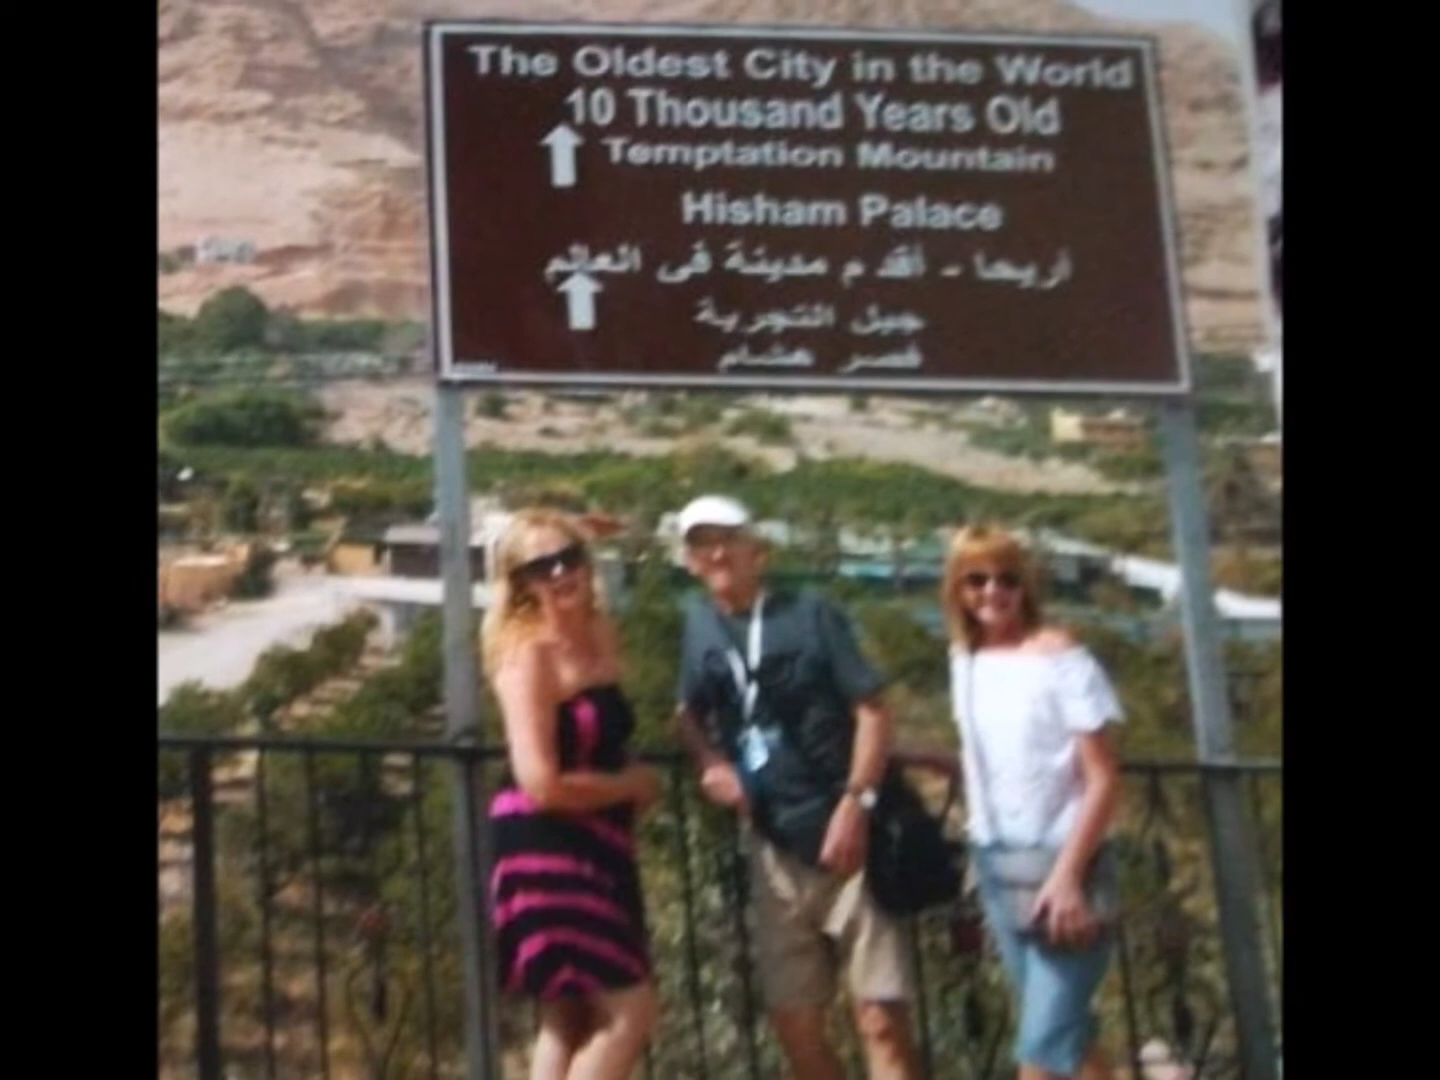 The Oldest City in the World
10 Thousand Years Old
Temptation Mountain
Hisham Palace
أريحا - أقدم مدينة في العالم
جبل التجربة
قصر هشام